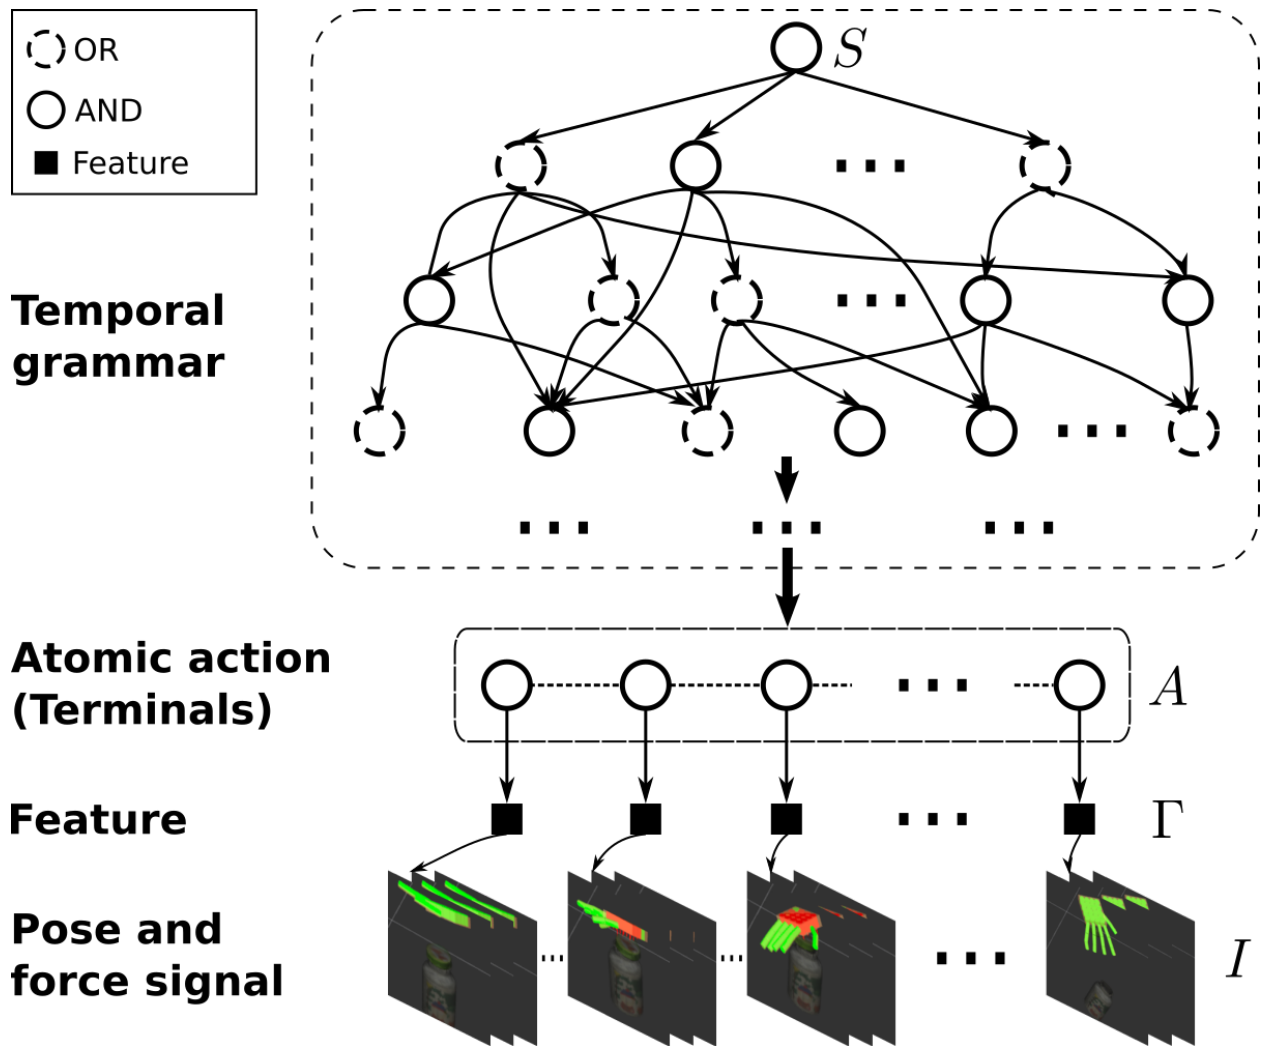 OR
AND
Feature
S
Temporal
grammar
Atomic action
(Terminals)
A
Feature
Γ
Pose and
force signal
I